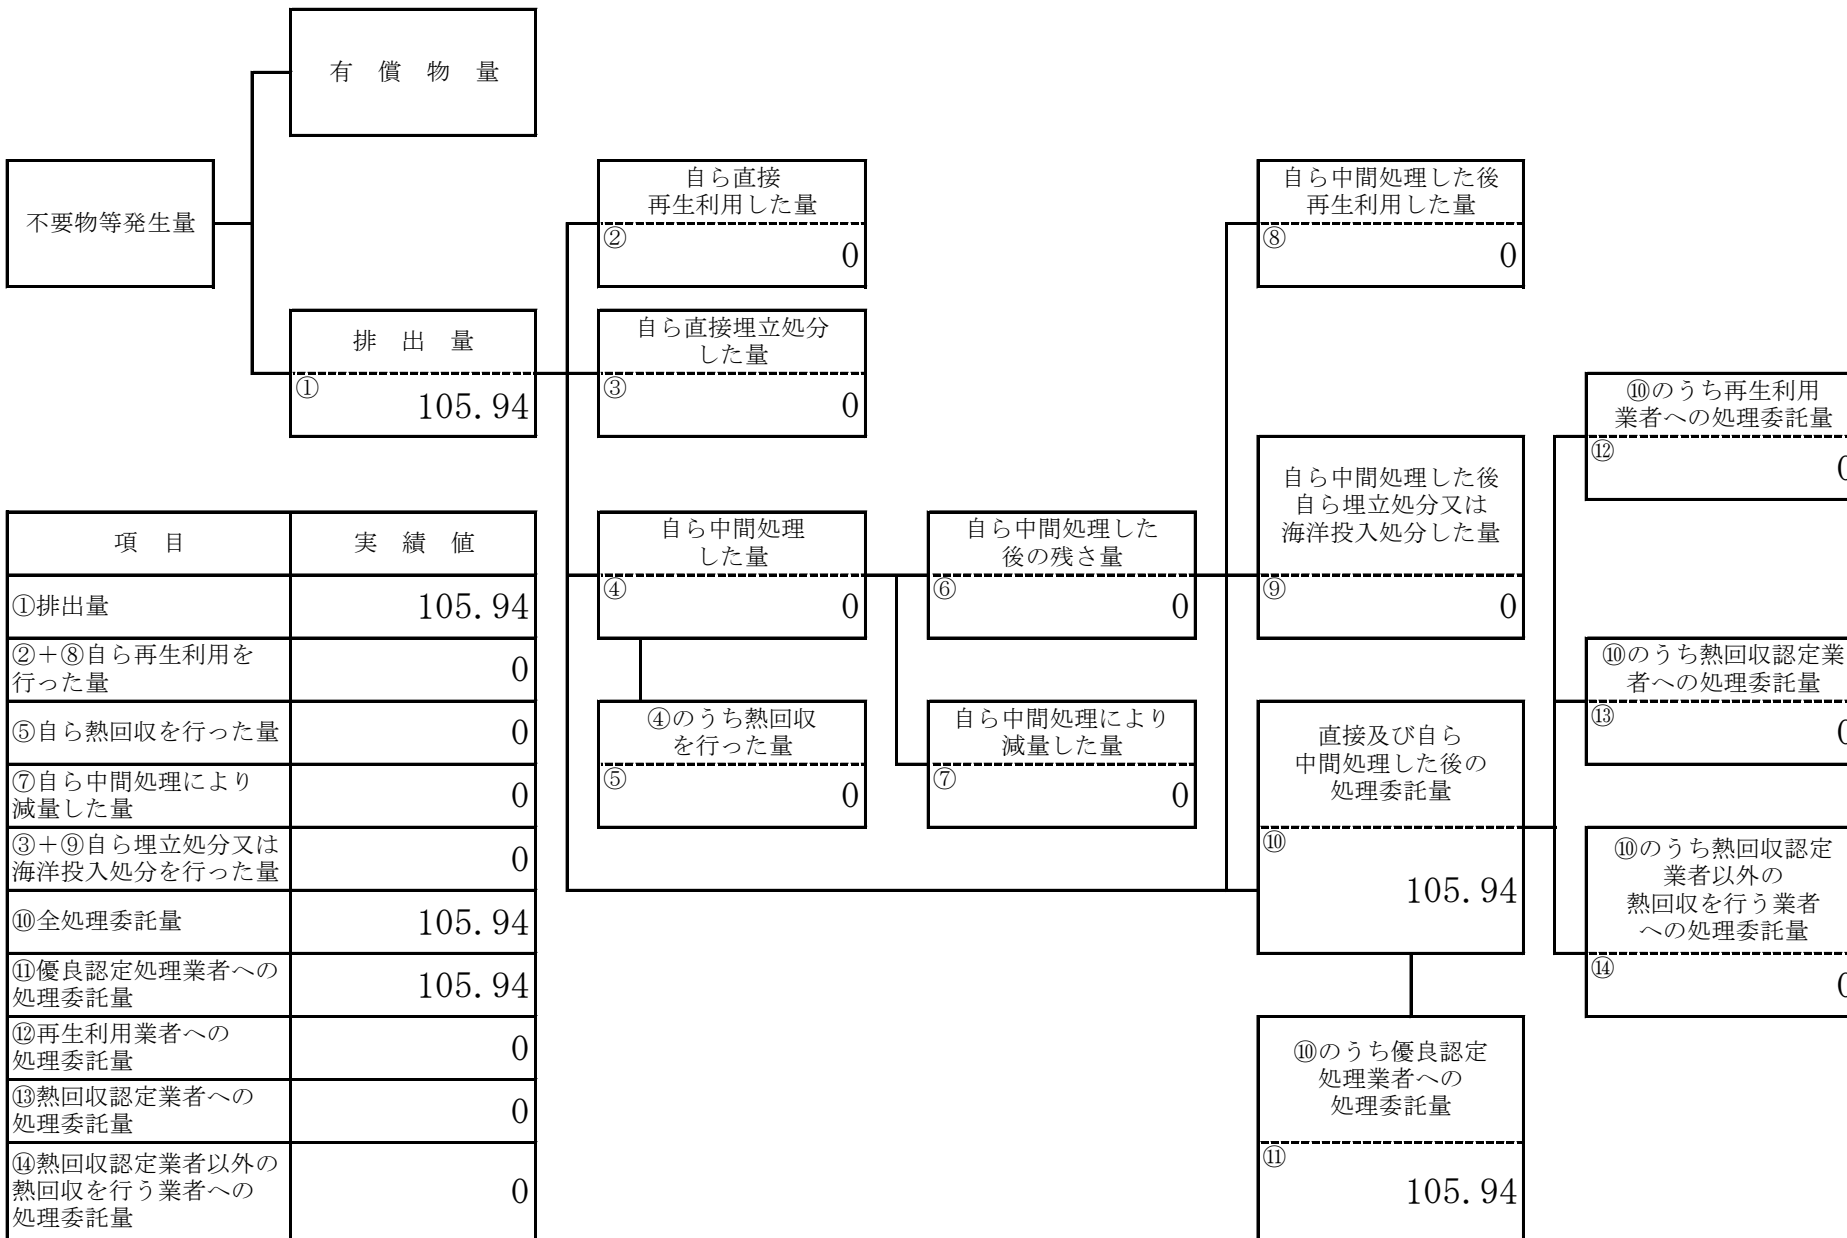 有　償　物　量
不要物等発生量
排　出　量
①
105.94
自ら直接
再生利用した量
②
0
自ら直接埋立処分
した量
③
0
自ら中間処理
した量
④
0
④のうち熱回収
を行った量
⑤
0
自ら中間処理した
後の残さ量
⑥
0
自ら中間処理により
減量した量
⑦
0
自ら中間処理した後
再生利用した量
⑧
0
自ら中間処理した後
自ら埋立処分又は
海洋投入処分した量
⑨
0
直接及び自ら
中間処理した後の
処理委託量
⑩
105.94
⑩のうち優良認定
処理業者への
処理委託量
⑪
105.94
⑩のうち再生利用
業者への処理委託量
⑫
0
⑩のうち熱回収認定業
者への処理委託量
⑬
0
⑩のうち熱回収認定
業者以外の
熱回収を行う業者
への処理委託量
⑭
0
項　目　実　績　値
①排出量　105.94
②＋⑧自ら再生利用を
行った量　0
⑤自ら熱回収を行った量　0
⑦自ら中間処理により
減量した量　0
③＋⑨自ら埋立処分又は
海洋投入処分を行った量　0
⑩全処理委託量　105.94
⑪優良認定処理業者への
処理委託量　105.94
⑫再生利用業者への
処理委託量　0
⑬熱回収認定業者への
処理委託量　0
⑭熱回収認定業者以外の
熱回収を行う業者への
処理委託量　0